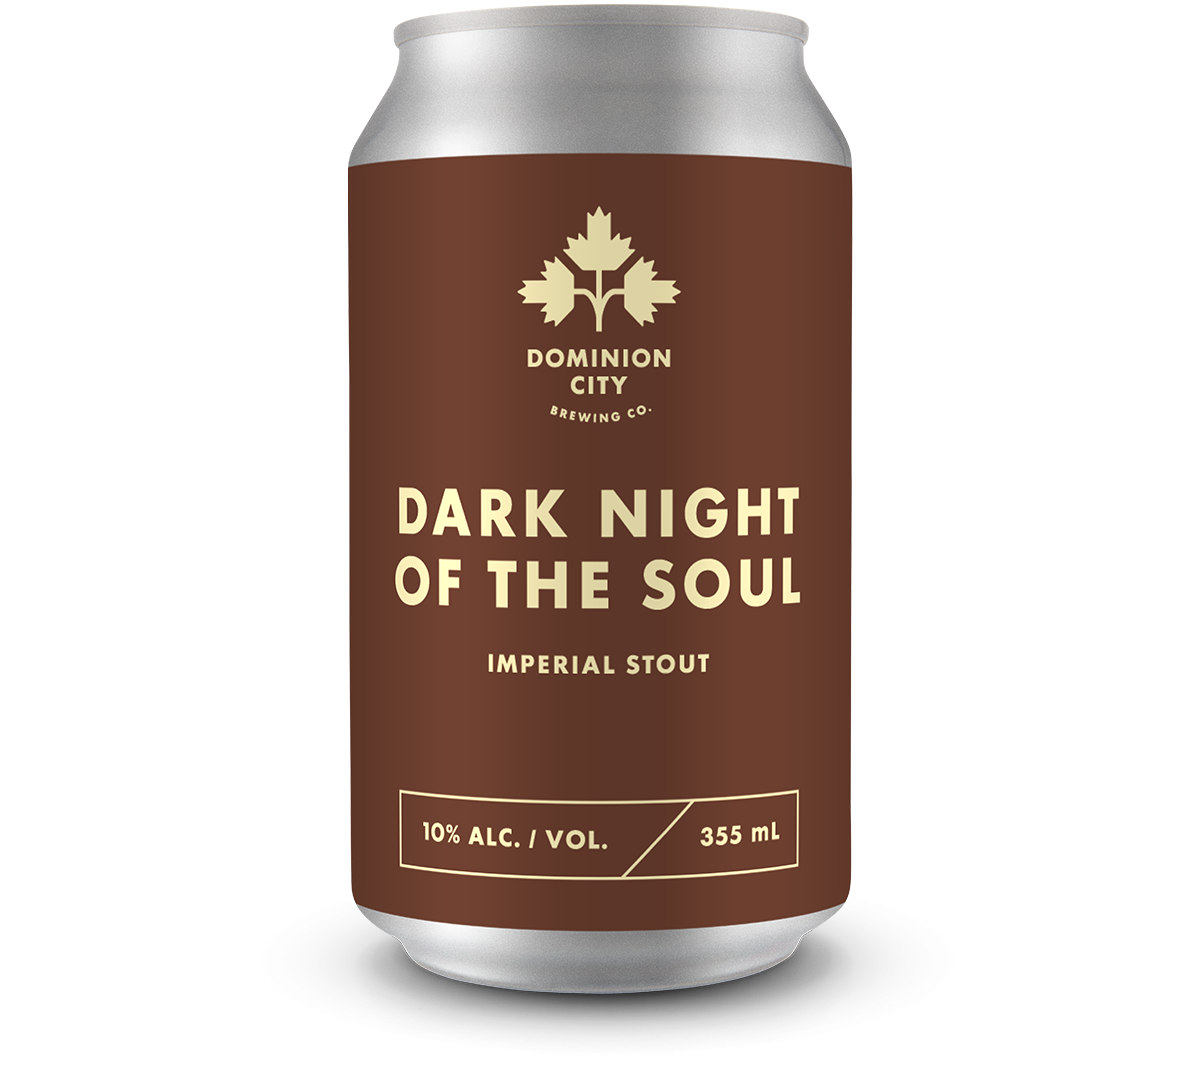 DOMINION
CITY
BREWING CO.
DARK NIGHT
OF THE SOUL
IMPERIAL STOUT
10% ALC. / VOL.
355 mL